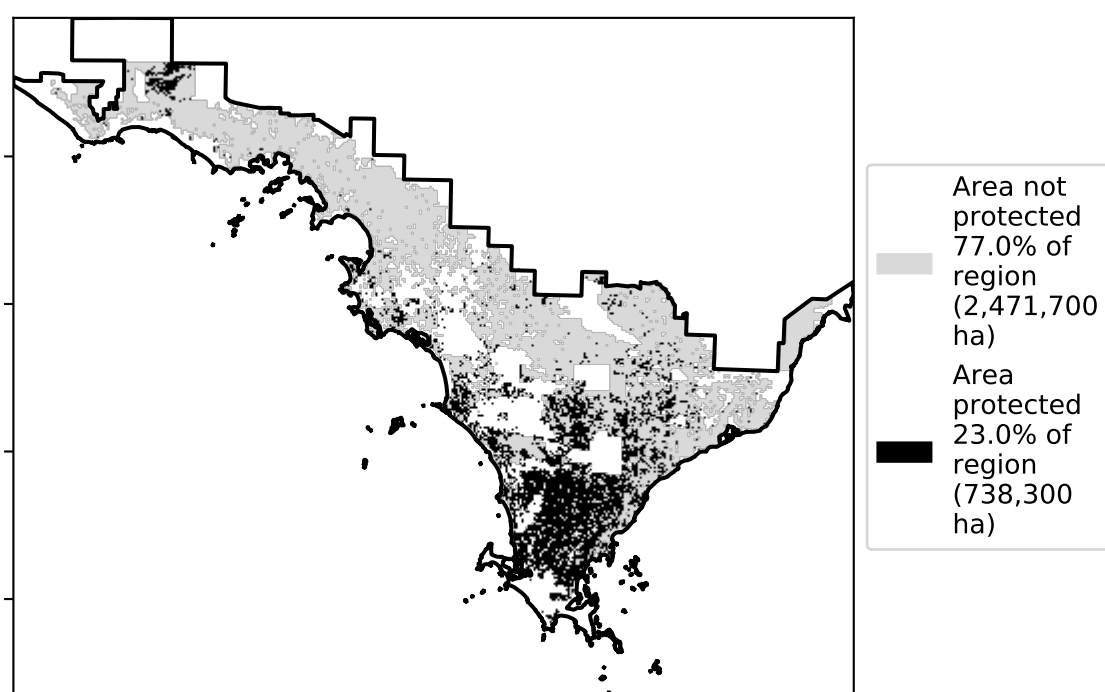 Area not
protected
77.0% of
region
(2,471,700
ha)
Area
protected
23.0% of
region
(738,300
ha)